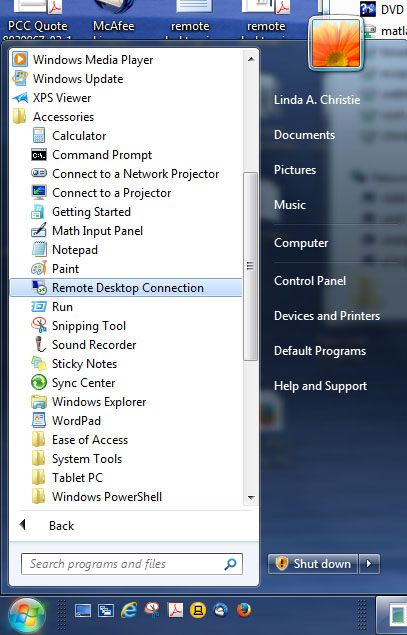 PCC Quote
McAfee
remote
remote
DVD
matla
Windows Media Player
Windows Update
XPS Viewer
Accessories
Calculator
Command Prompt
Connect to a Network Projector
Connect to a Projector
Getting Started
Math Input Panel
Notepad
Paint
Remote Desktop Connection
Run
Snipping Tool
Sound Recorder
Sticky Notes
Sync Center
Windows Explorer
WordPad
Ease of Access
System Tools
Tablet PC
Windows PowerShell
Back
Search programs and files
Linda A. Christie
Documents
Pictures
Music
Computer
Control Panel
Devices and Printers
Default Programs
Help and Support
Shut down